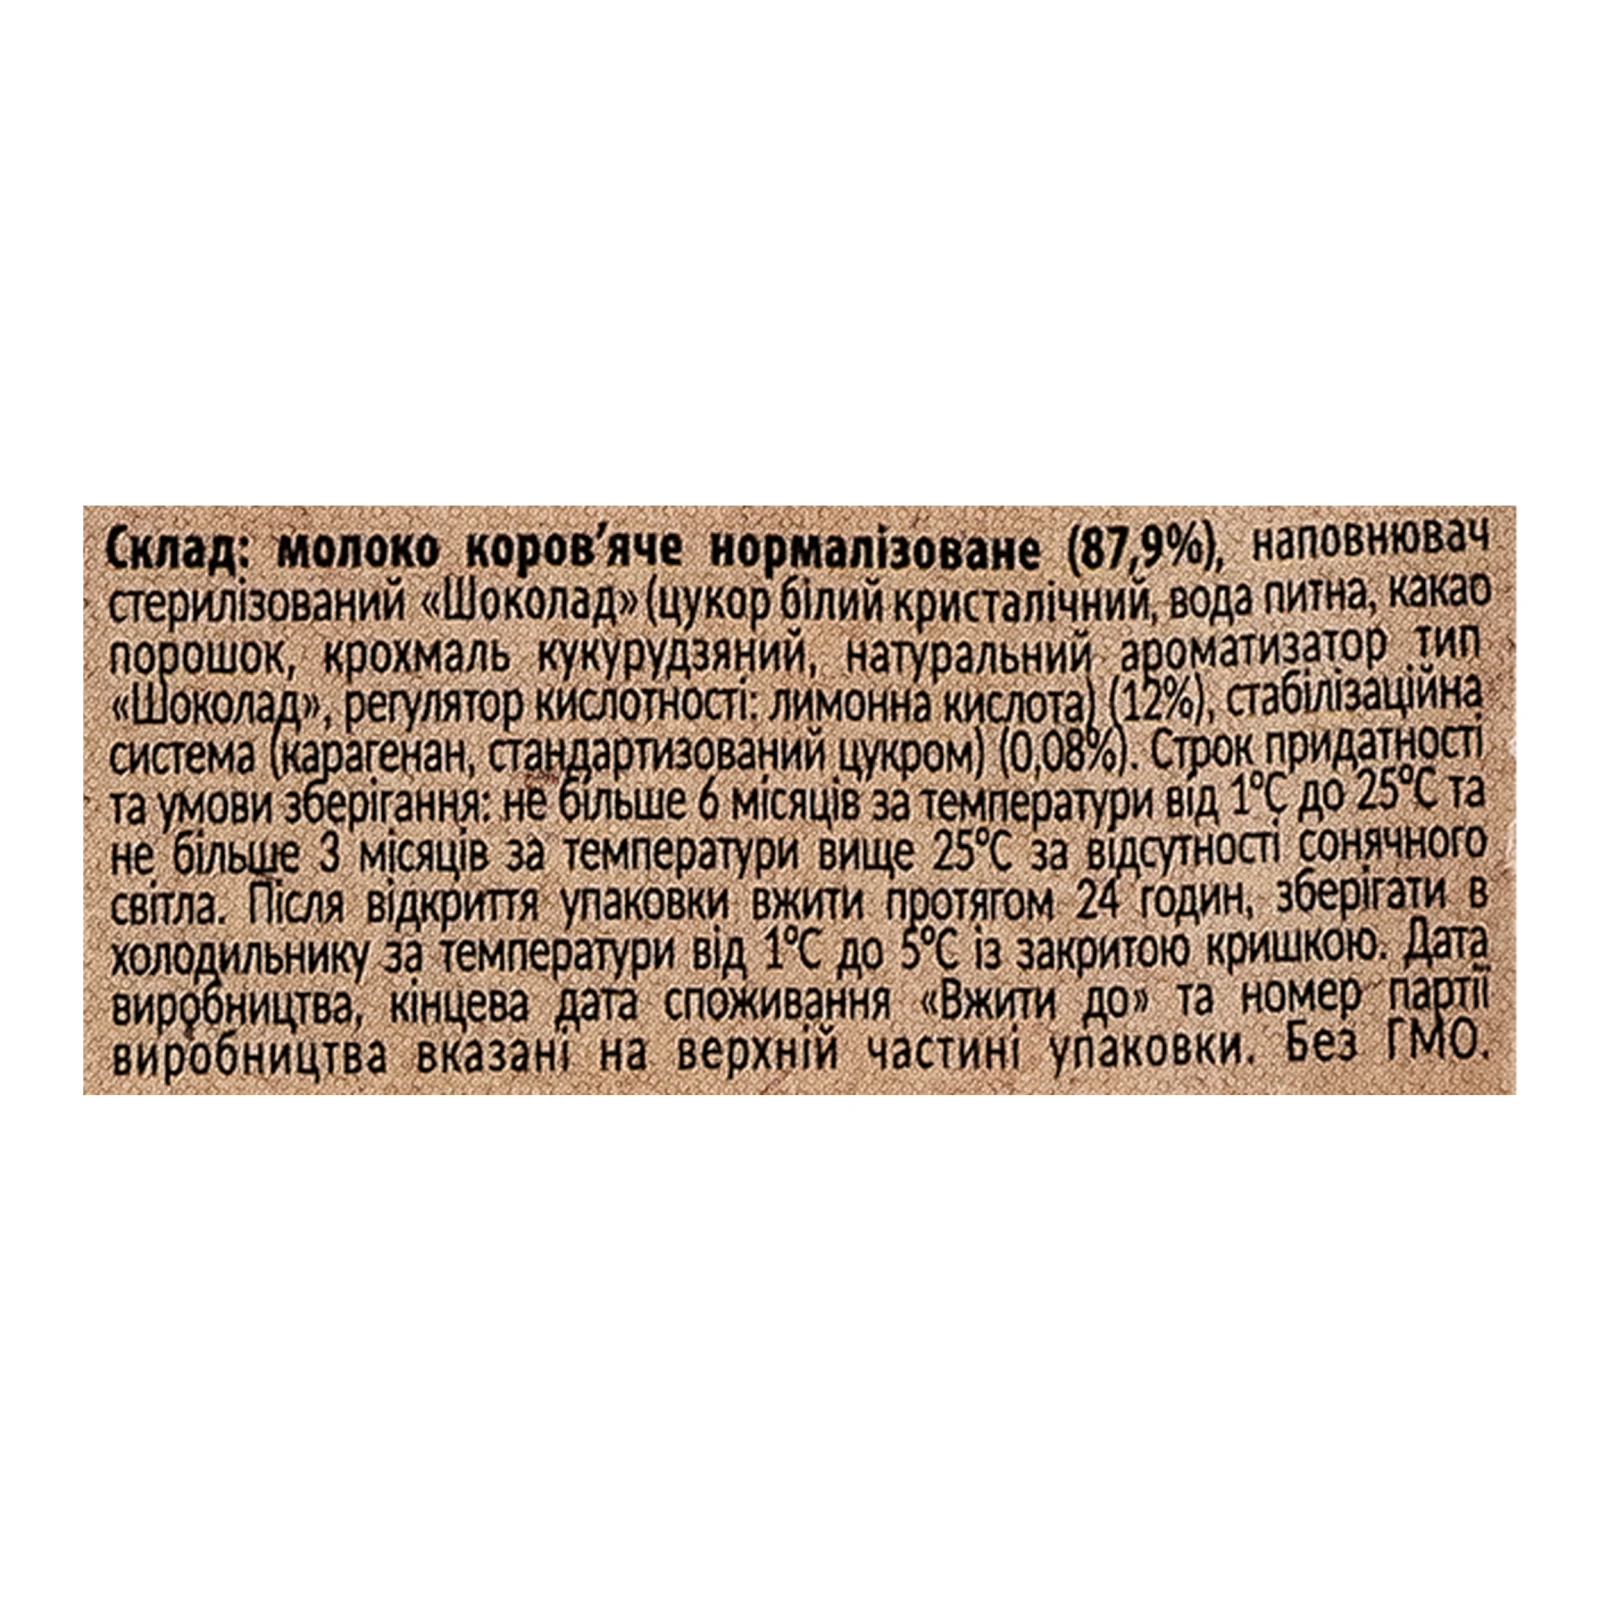 Склад: молоко коров’яче нормалізоване (87,9%), наповнювач
стерилізований «Шоколад» (цукор білий кристалічний, вода питна, какао
порошок, крохмаль кукурудзяний, натуральний ароматизатор тип
«Шоколад», регулятор кислотності: лимонна кислота) (12%), стабілізаційна
система (карагенан, стандартизований цукром) (0,08%). Строк придатності
та умови зберігання: не більше 6 місяців за температури від 1°С до 25°С та
не більше 3 місяців за температури вище 25°С за відсутності сонячного
світла. Після відкриття упаковки вжити протягом 24 годин, зберігати в
холодильнику за температури від 1°С до 5°С із закритою кришкою. Дата
виробництва, кінцева дата споживання «Вжити до» та номер партії
виробництва вказані на верхній частині упаковки. Без ГМО.